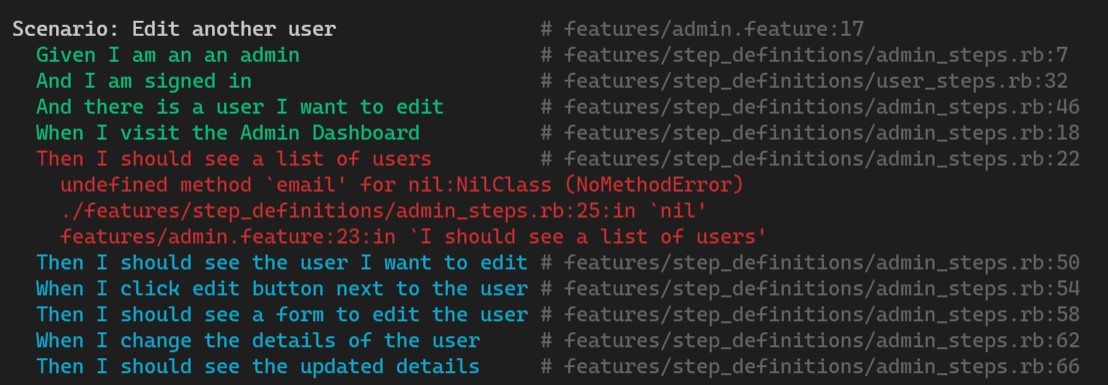 Scenario: Edit another user # features/admin.feature:17
Given I am an an admin # features/step_definitions/admin_steps.rb:7
And I am signed in # features/step_definitions/user_steps.rb:32
And there is a user I want to edit # features/step_definitions/admin_steps.rb:46
When I visit the Admin Dashboard # features/step_definitions/admin_steps.rb:18
Then I should see a list of users # features/step_definitions/admin_steps.rb:22
undefined method `email' for nil:NilClass (NoMethodError)
./features/step_definitions/admin_steps.rb:25:in `nil'
features/admin.feature:23:in `I should see a list of users'
Then I should see the user I want to edit # features/step_definitions/admin_steps.rb:50
When I click edit button next to the user # features/step_definitions/admin_steps.rb:54
Then I should see a form to edit the user # features/step_definitions/admin_steps.rb:58
When I change the details of the user # features/step_definitions/admin_steps.rb:62
Then I should see the updated details # features/step_definitions/admin_steps.rb:66